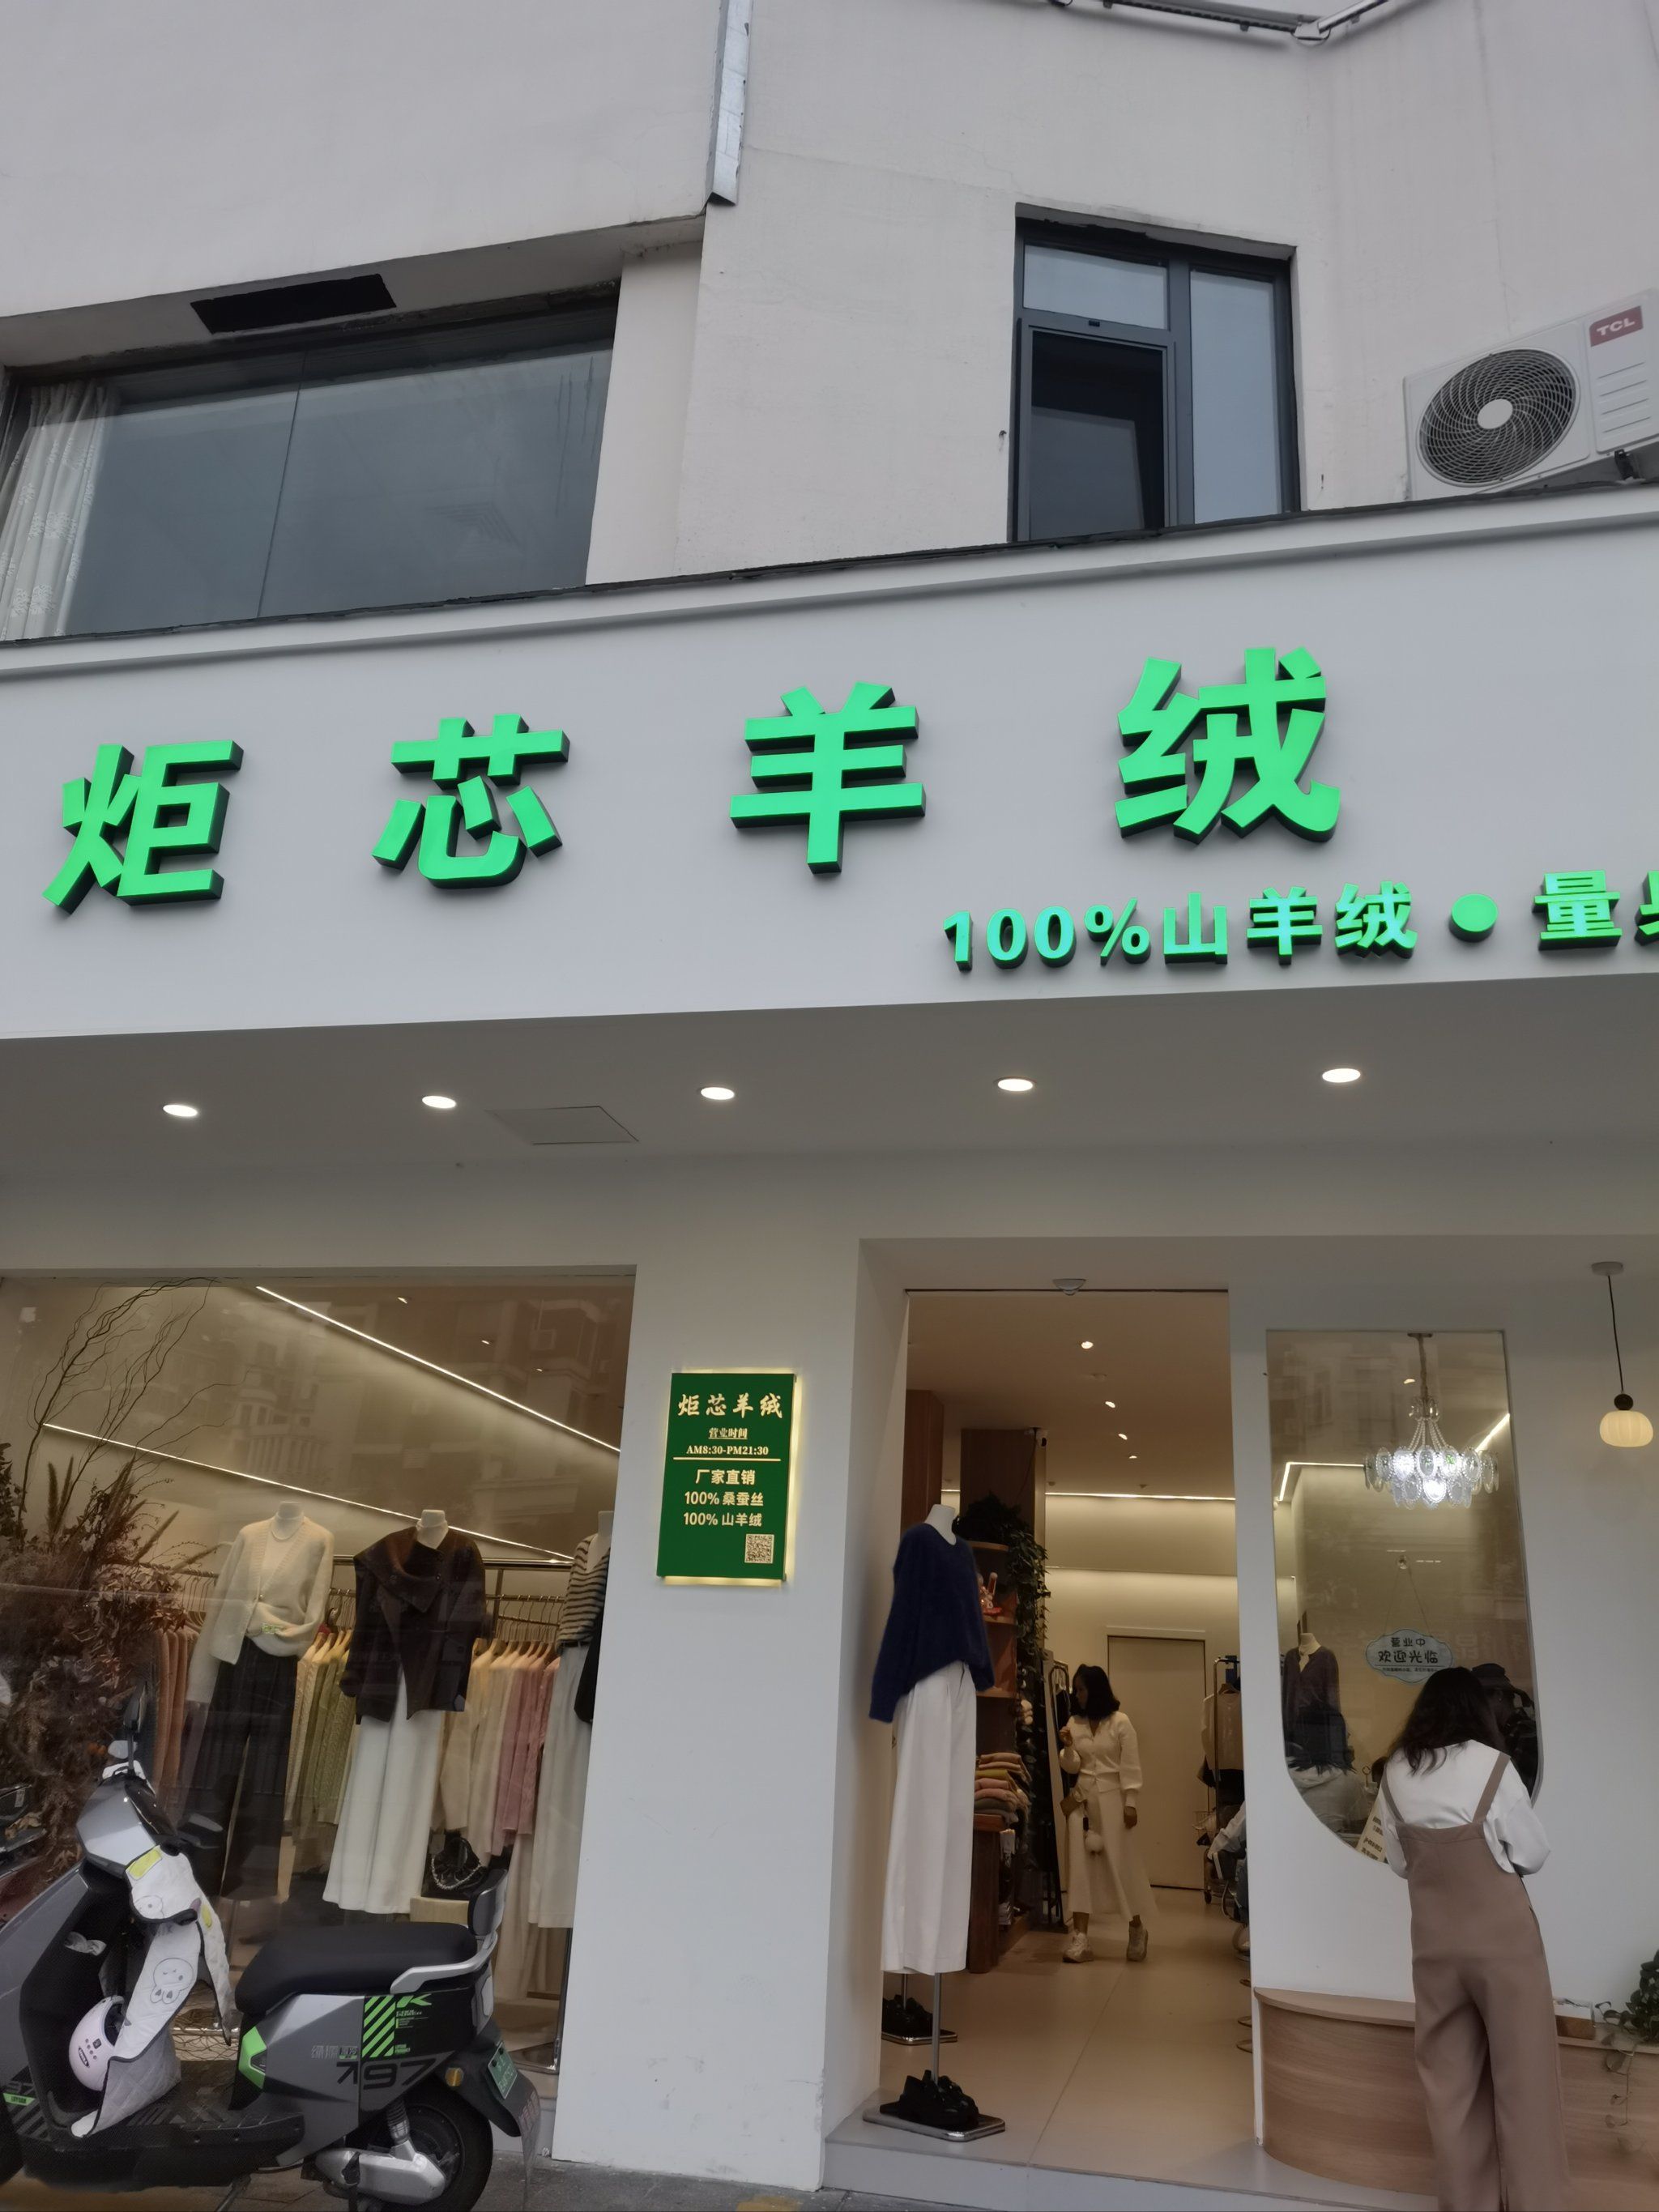 TCL
炬芯羊绒
100%山羊绒•量
炬芯羊绒
营业时间
AM8:30-PM21:30
厂家直销
100%桑蚕丝
100%山羊绒
营业中
欢迎光临
97